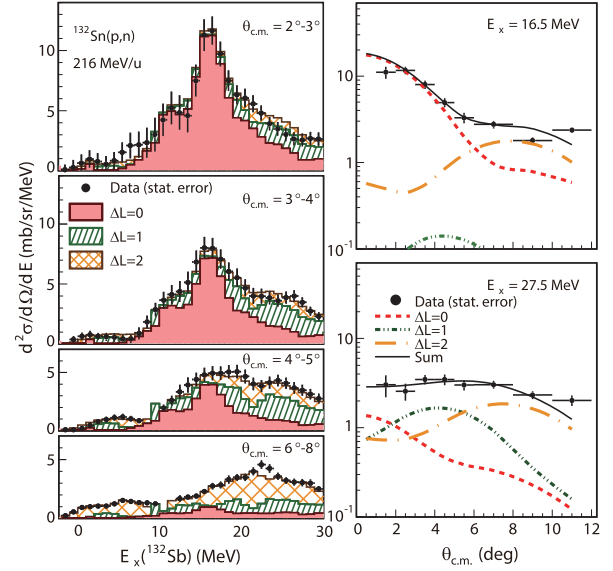 ¹³²Sn(p,n)
216 MeV/u
θc.m. = 2°-3°
10
5
0
Data (stat. error)
ΔL=0
ΔL=1
ΔL=2
θc.m. = 3°-4°
10
5
0
θc.m. = 4°-5°
5
0
θc.m. = 6°-8°
5
0
0 10 20 30
d²σ/dΩ/dE (mb/sr/MeV)
Eₓ(¹³²Sb) (MeV)
Eₓ = 16.5 MeV
10
1
10⁻¹
Eₓ = 27.5 MeV
Data (stat. error)
ΔL=0
ΔL=1
ΔL=2
Sum
10
1
10⁻¹
0 2 4 6 8 10 12
θc.m. (deg)